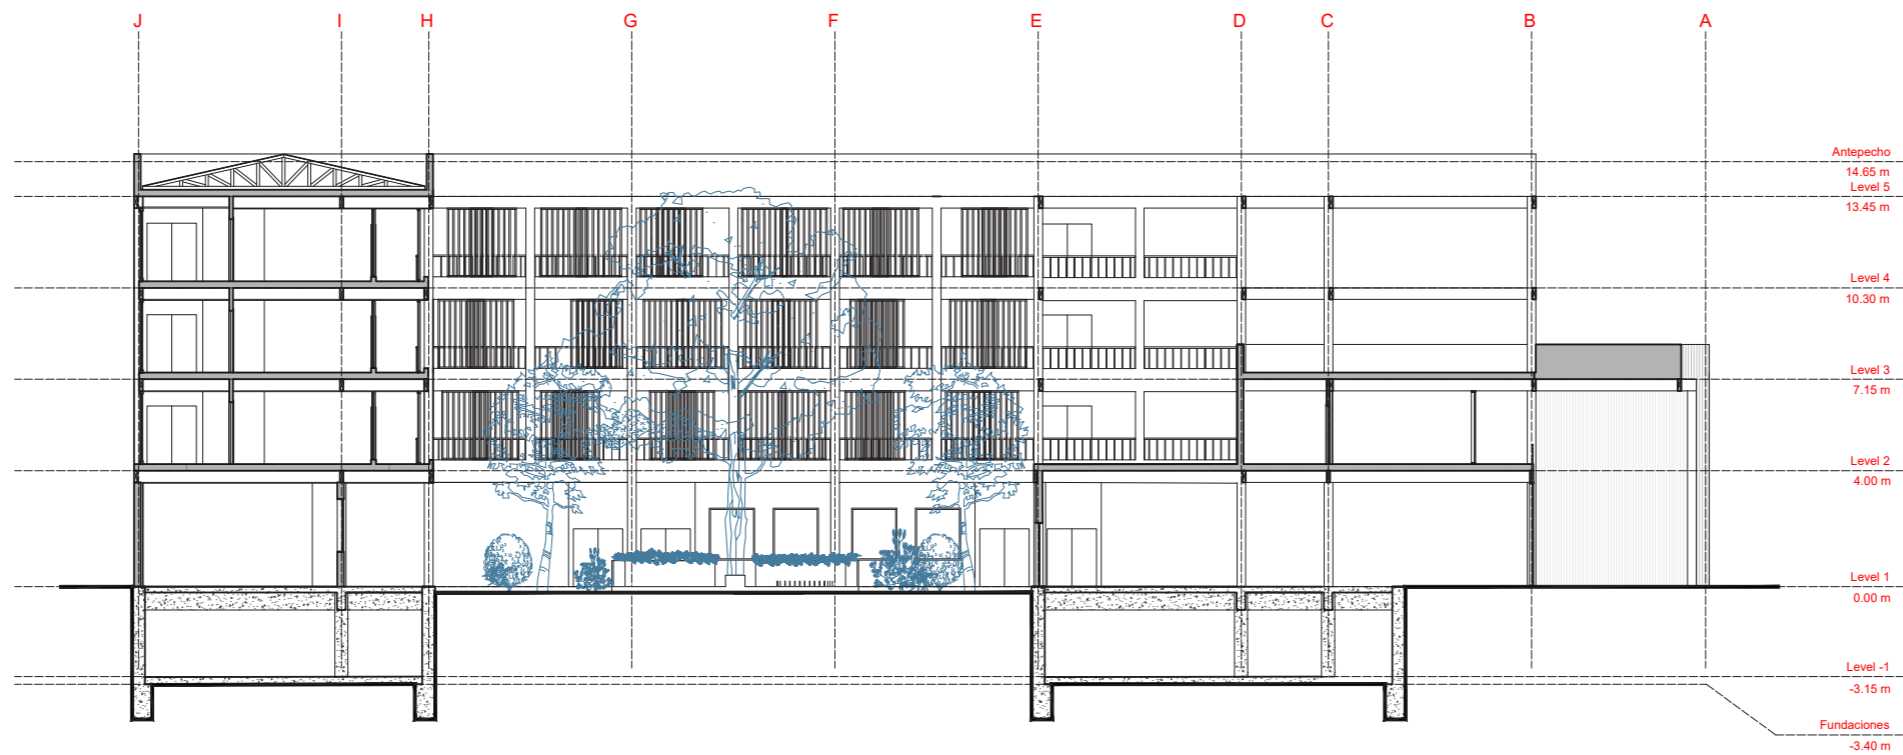 J I H G F E D C B A
Antepecho
14.65 m
Level 5
13.45 m
Level 4
10.30 m
Level 3
7.15 m
Level 2
4.00 m
Level 1
0.00 m
Level -1
-3.15 m
Fundaciones
-3.40 m